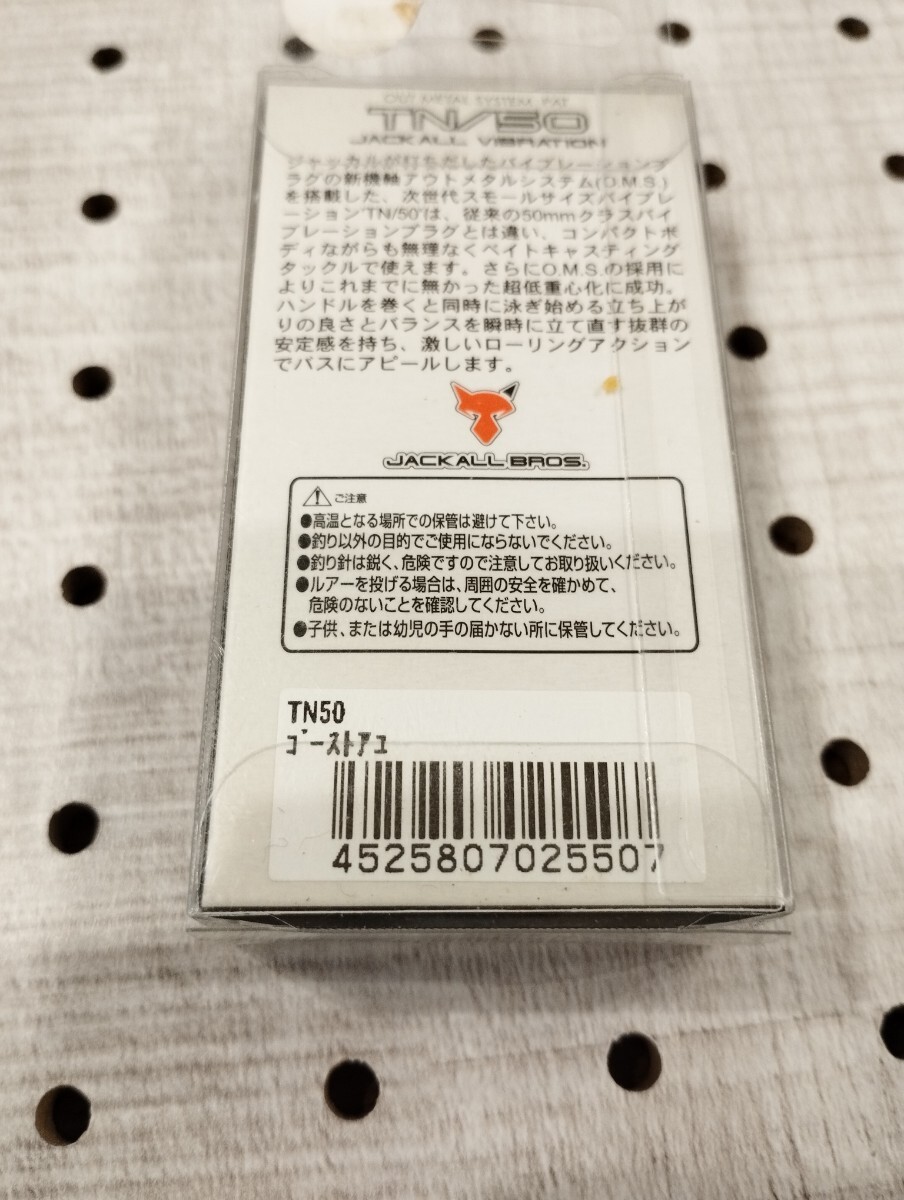 OUT METAL SYSTEM PAT
TN/50
JACKALL VIBRATION
ジャッカルが打ちだしたバイブレーションプ
ラグの新機軸アウトメタルシステム(O.M.S.)
を搭載した、次世代スモールサイズバイブレ
ーション'TN/50'は、従来の50mmクラスバイ
ブレーションプラグとは違い、コンパクトボ
ディながらも無理なくベイトキャスティング
タックルで使えます。さらにO.M.S.の採用に
よりこれまでに無かった超低重心化に成功。
ハンドルを巻くと同時に泳ぎ始める立ち上が
りの良さとバランスを瞬時に立て直す抜群の
安定感を持ち、激しいローリングアクション
でバスにアピールします。
JACKALL BROS.
ご注意
●高温となる場所での保管は避けて下さい。
●釣り以外の目的でご使用にならないでください。
●釣り針は鋭く、危険ですので注意してお取り扱いください。
●ルアーを投げる場合は、周囲の安全を確かめて、
危険のないことを確認してください。
●子供、または幼児の手の届かない所に保管してください。
TN50
ｺﾞｰｽﾄｱﾕ
4525807025507